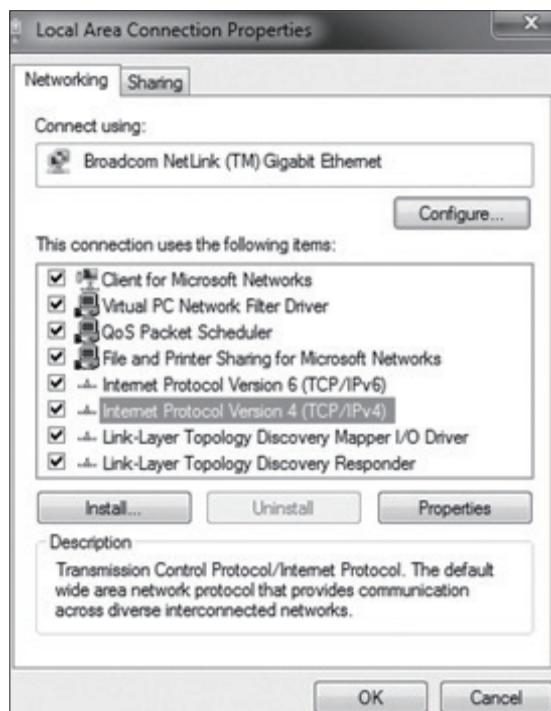 Local Area Connection Properties
Networking
Sharing
Connect using:
Broadcom NetLink (TM) Gigabit Ethernet
Configure...
This connection uses the following items:
Client for Microsoft Networks
Virtual PC Network Filter Driver
QoS Packet Scheduler
File and Printer Sharing for Microsoft Networks
Internet Protocol Version 6 (TCP/IPv6)
Internet Protocol Version 4 (TCP/IPv4)
Link-Layer Topology Discovery Mapper I/O Driver
Link-Layer Topology Discovery Responder
Install...
Uninstall
Properties
Description
Transmission Control Protocol/Internet Protocol. The default
wide area network protocol that provides communication
across diverse interconnected networks.
OK
Cancel